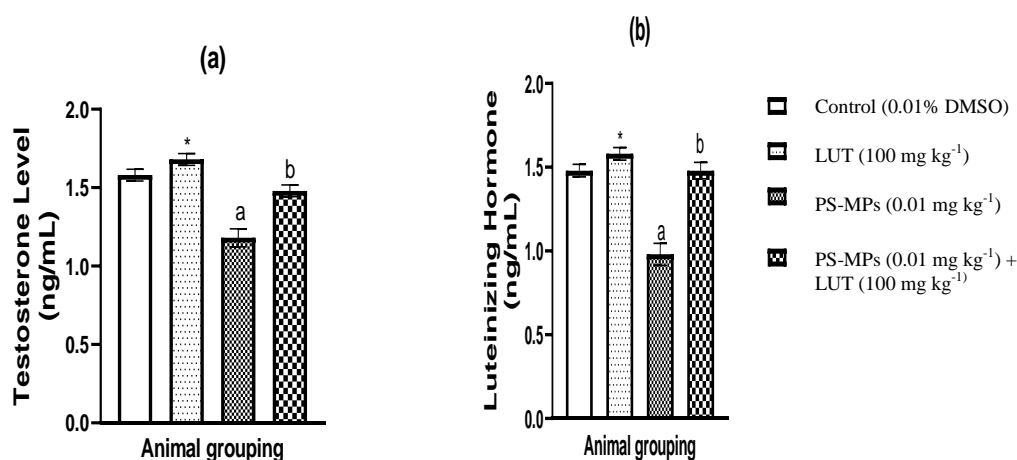 (a)
Testosterone Level
(ng/mL)
2.0
1.5
1.0
0.5
0.0
*
a
b
Animal grouping
(b)
Luteinizing Hormone
(ng/mL)
2.0
1.5
1.0
0.5
0.0
*
a
b
Animal grouping
Control (0.01% DMSO)
LUT (100 mg kg⁻¹)
PS-MPs (0.01 mg kg⁻¹)
PS-MPs (0.01 mg kg⁻¹) +
LUT (100 mg kg⁻¹⁾